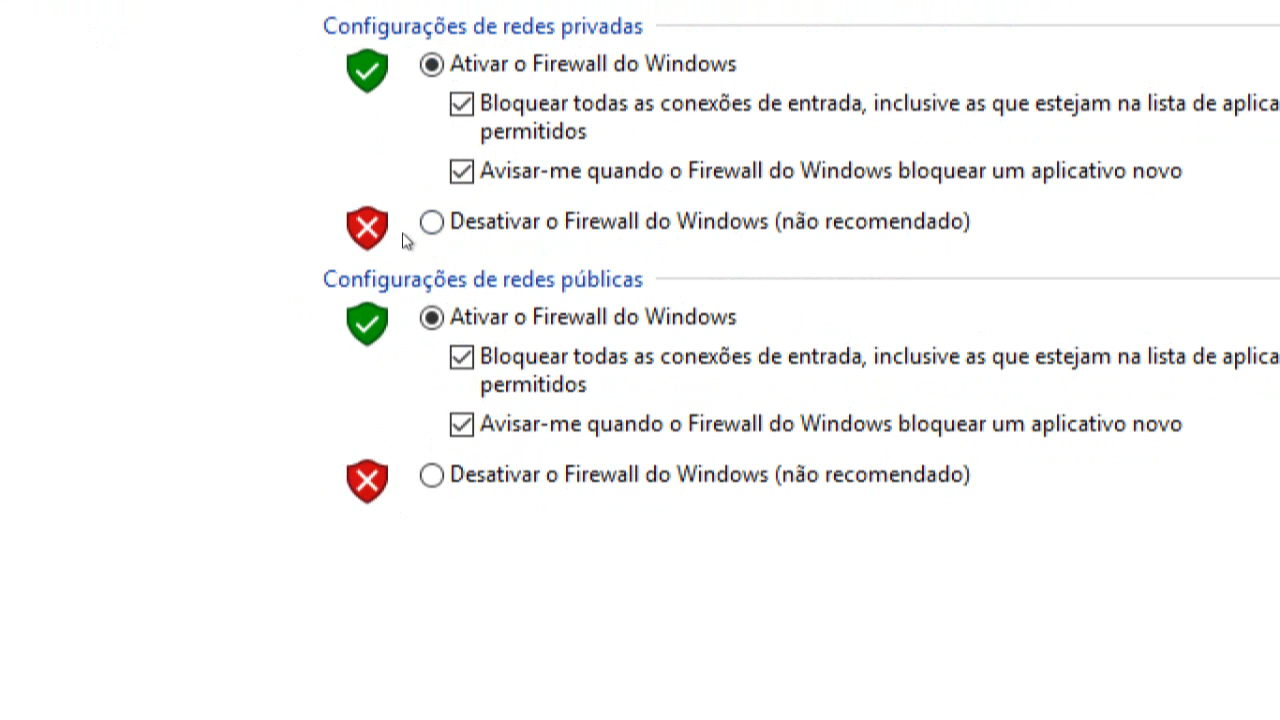 Configurações de redes privadas
Ativar o Firewall do Windows
Bloquear todas as conexões de entrada, inclusive as que estejam na lista de aplica
permitidos
Avisar-me quando o Firewall do Windows bloquear um aplicativo novo
Desativar o Firewall do Windows (não recomendado)
Configurações de redes públicas
Ativar o Firewall do Windows
Bloquear todas as conexões de entrada, inclusive as que estejam na lista de aplica
permitidos
Avisar-me quando o Firewall do Windows bloquear um aplicativo novo
Desativar o Firewall do Windows (não recomendado)